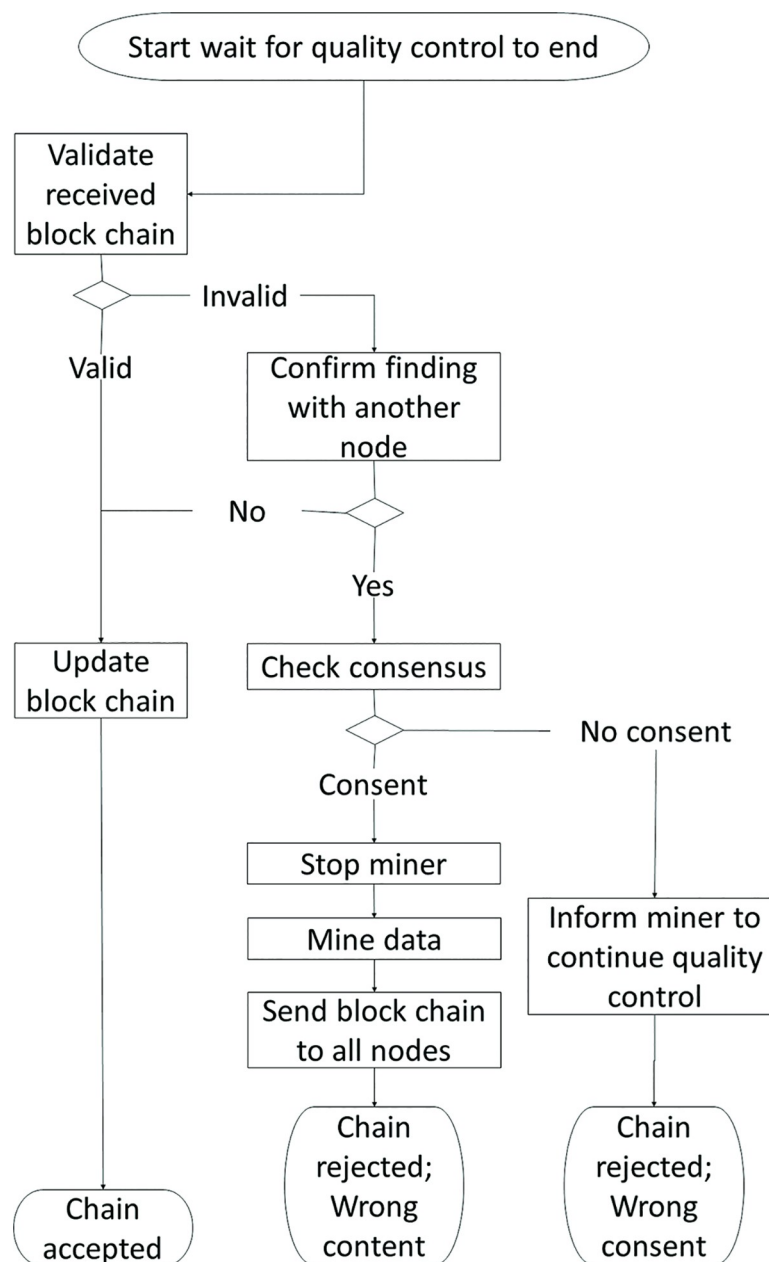 Start wait for quality control to end
Validate
received
block chain
Invalid
Valid
Confirm finding
with another
node
No
Yes
Update
block chain
Check consensus
No consent
Consent
Stop miner
Mine data
Inform miner to
continue quality
control
Send block chain
to all nodes
Chain
rejected;
Wrong
content
Chain
rejected;
Wrong
consent
Chain
accepted